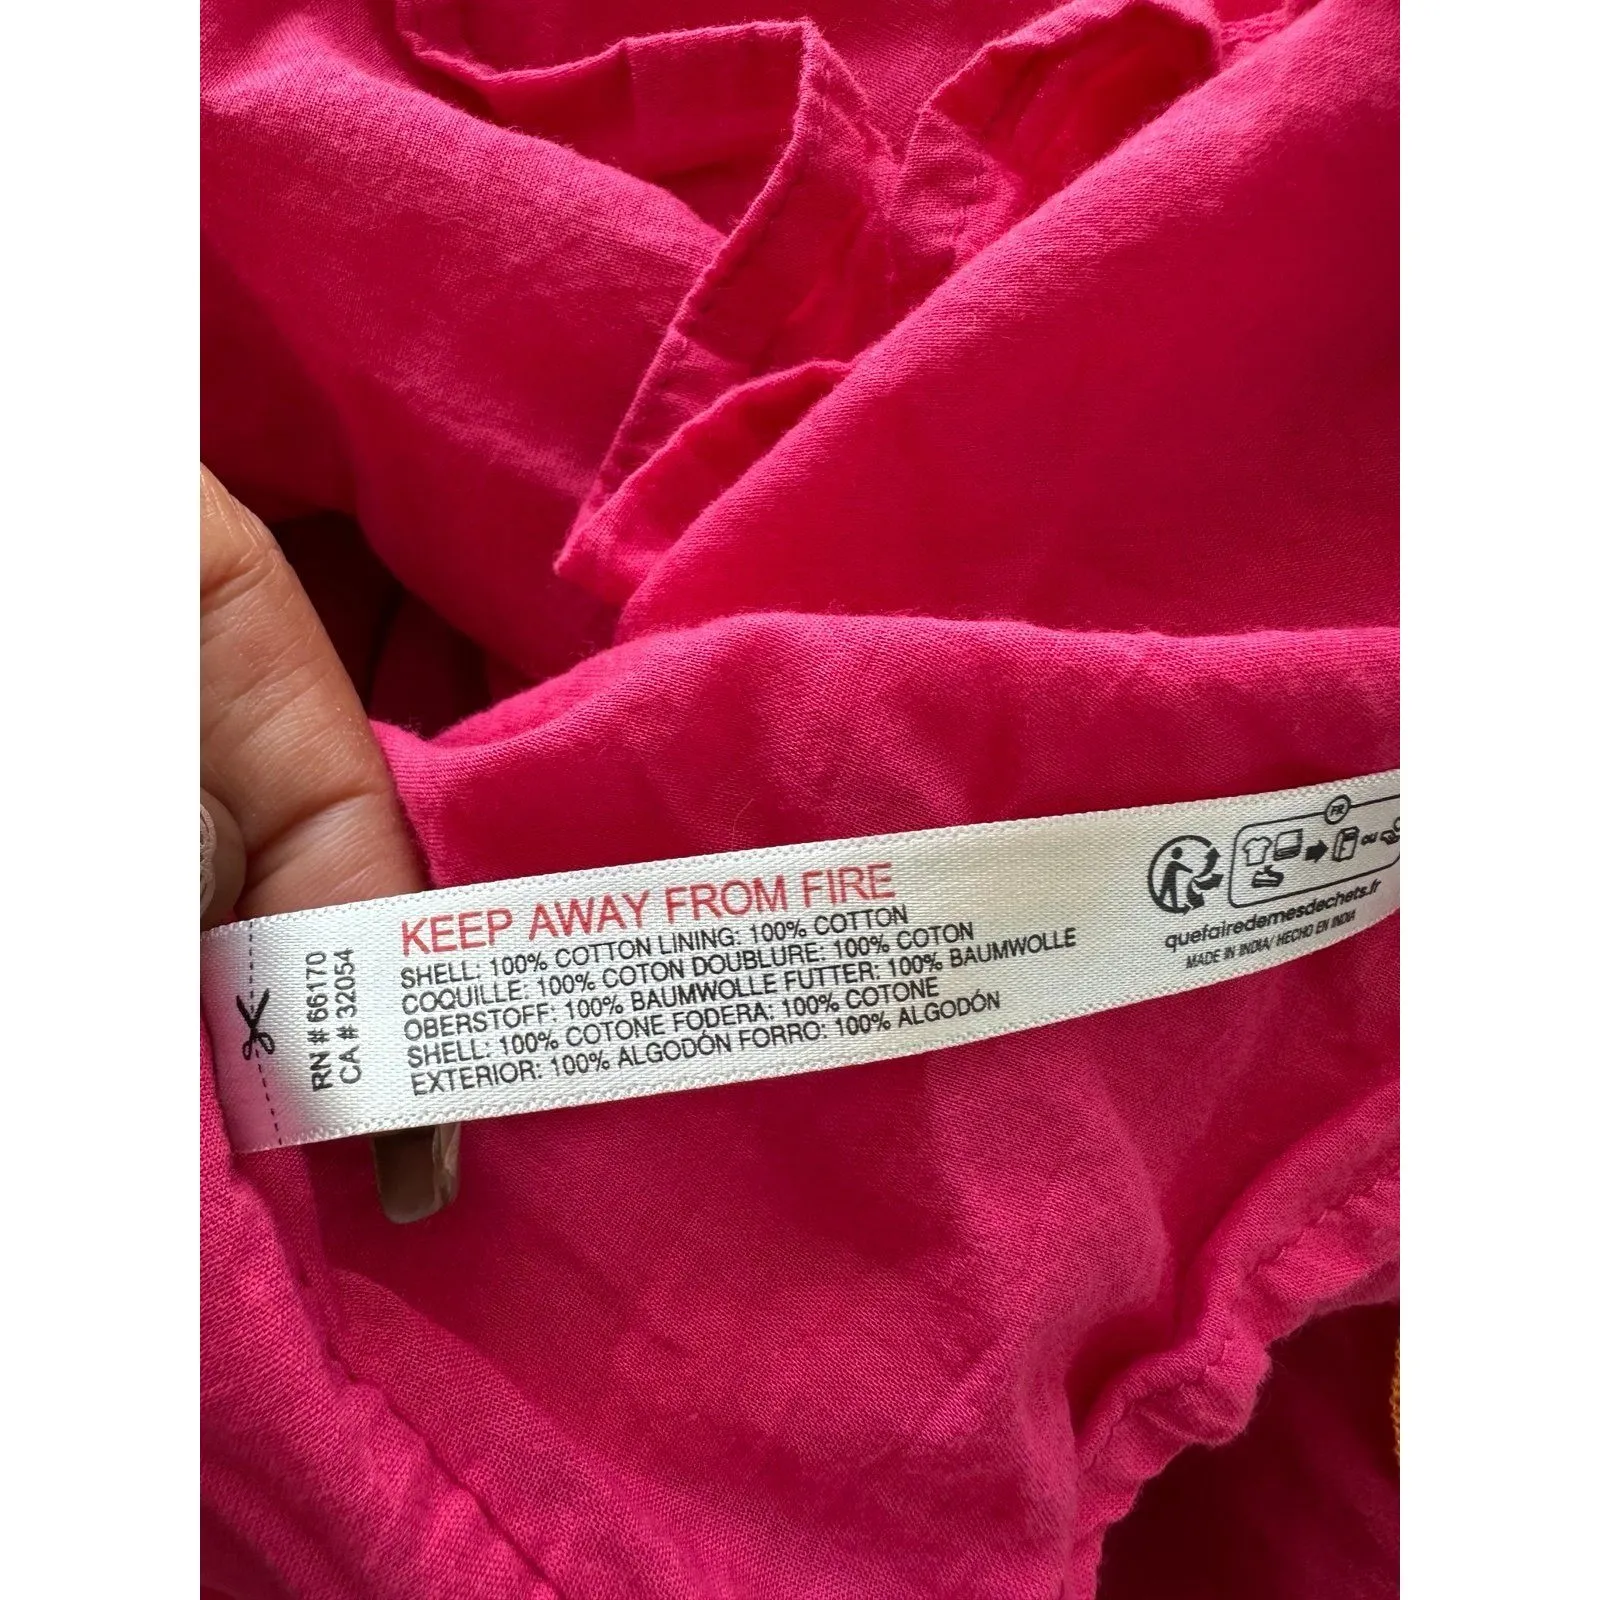 RN # 66170
CA # 32054
KEEP AWAY FROM FIRE
SHELL: 100% COTTON LINING: 100% COTTON
COQUILLE: 100% COTON DOUBLURE: 100% COTON
OBERSTOFF: 100% BAUMWOLLE FUTTER: 100% BAUMWOLLE
SHELL: 100% COTONE FODERA: 100% COTONE
EXTERIOR: 100% ALGODÓN FORRO: 100% ALGODÓN
FR
ou
quefairedemesdechets.fr
MADE IN INDIA/ HECHO EN INDIA